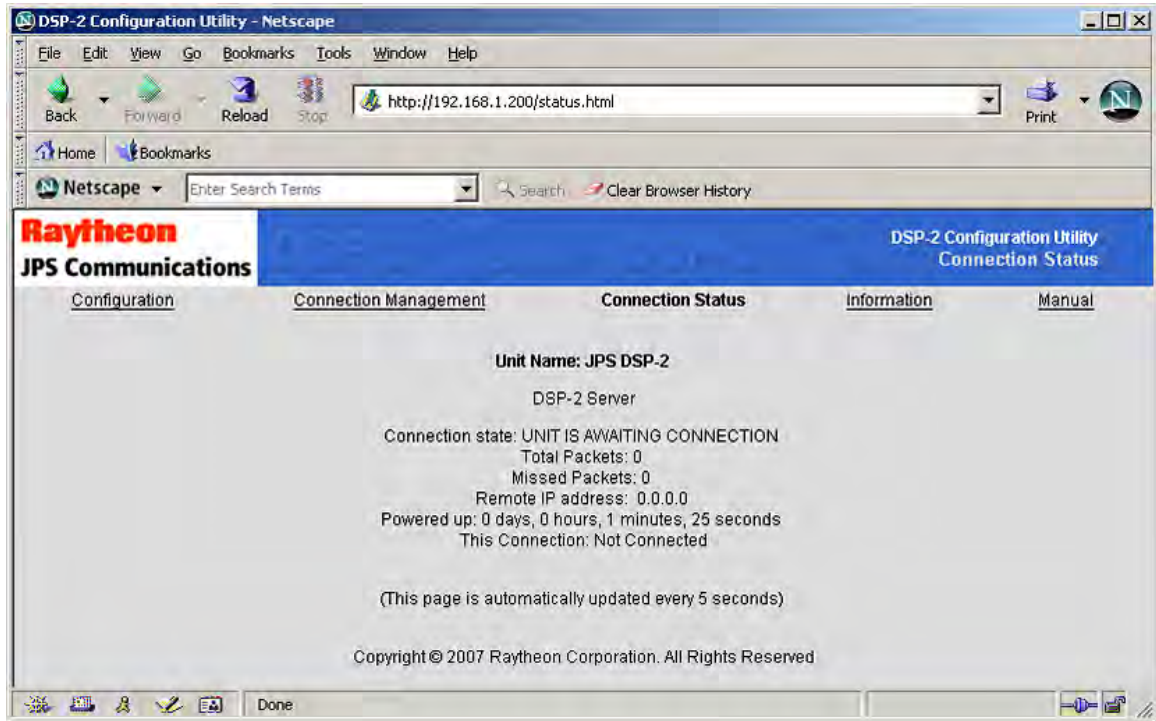 DSP-2 Configuration Utility - Netscape
File Edit View Go Bookmarks Tools Window Help
Back Forward Reload Stop http://192.168.1.200/status.html Print N
Home Bookmarks
Netscape Enter Search Terms Search Clear Browser History
Raytheon
JPS Communications
DSP-2 Configuration Utility
Connection Status
Configuration Connection Management Connection Status Information Manual
Unit Name: JPS DSP-2
DSP-2 Server
Connection state: UNIT IS AWAITING CONNECTION
Total Packets: 0
Missed Packets: 0
Remote IP address: 0.0.0.0
Powered up: 0 days, 0 hours, 1 minutes, 25 seconds
This Connection: Not Connected
(This page is automatically updated every 5 seconds)
Copyright © 2007 Raytheon Corporation. All Rights Reserved
Done